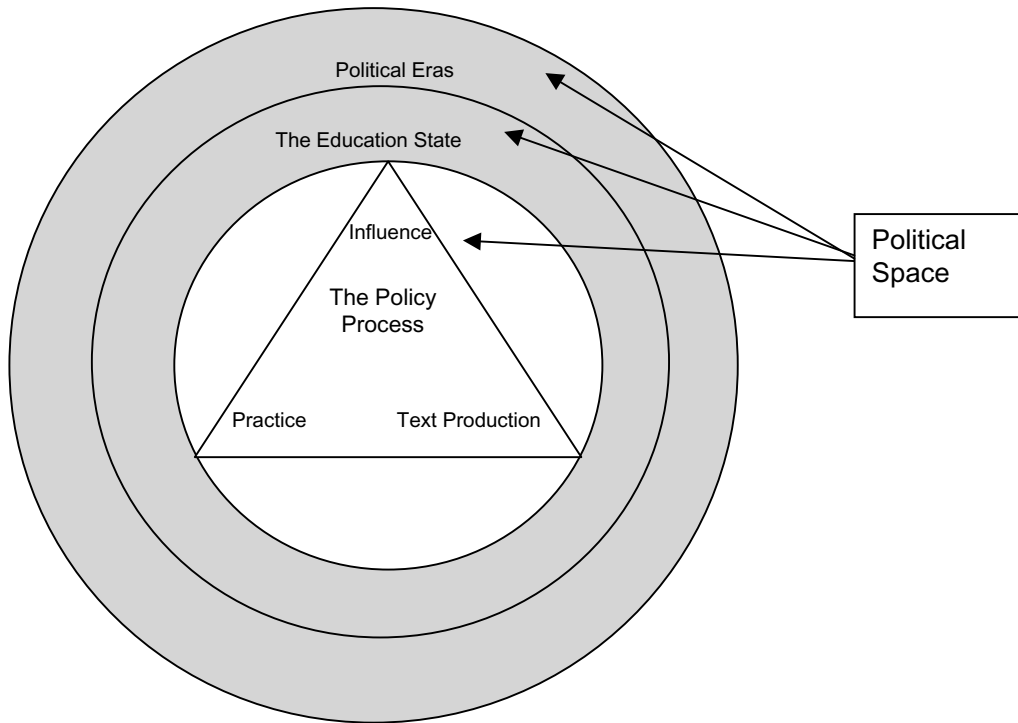 Political Eras
The Education State
Influence
The Policy
Process
Practice
Text Production
Political
Space